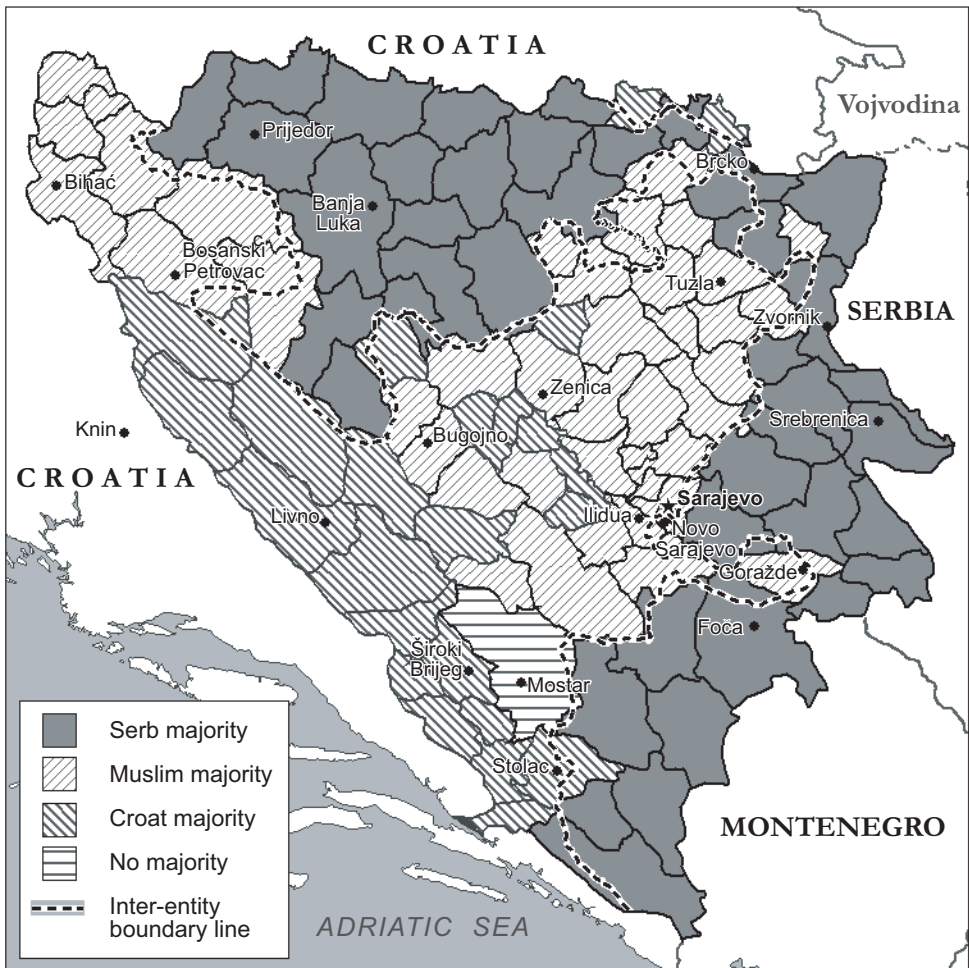 CROATIA
Vojvodina
Prijedor
Brčko
Bihać
Banja
Luka
Bosanski
Petrovac
Tuzla
Zvornik
SERBIA
Zenica
Knin
Bugojno
Srebrenica
CROATIA
Sarajevo
Livno
Ilidua
Novo
Sarajevo
Goražde
Foča
Široki
Brijeg
Mostar
Stolac
MONTENEGRO
Serb majority
Muslim majority
Croat majority
No majority
Inter-entity
boundary line
ADRIATIC SEA